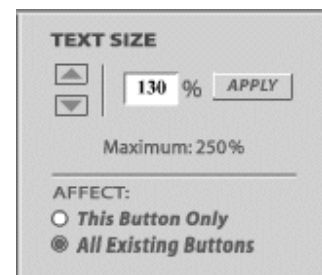 TEXT SIZE
130 % APPLY
Maximum: 250%
AFFECT:
This Button Only
All Existing Buttons